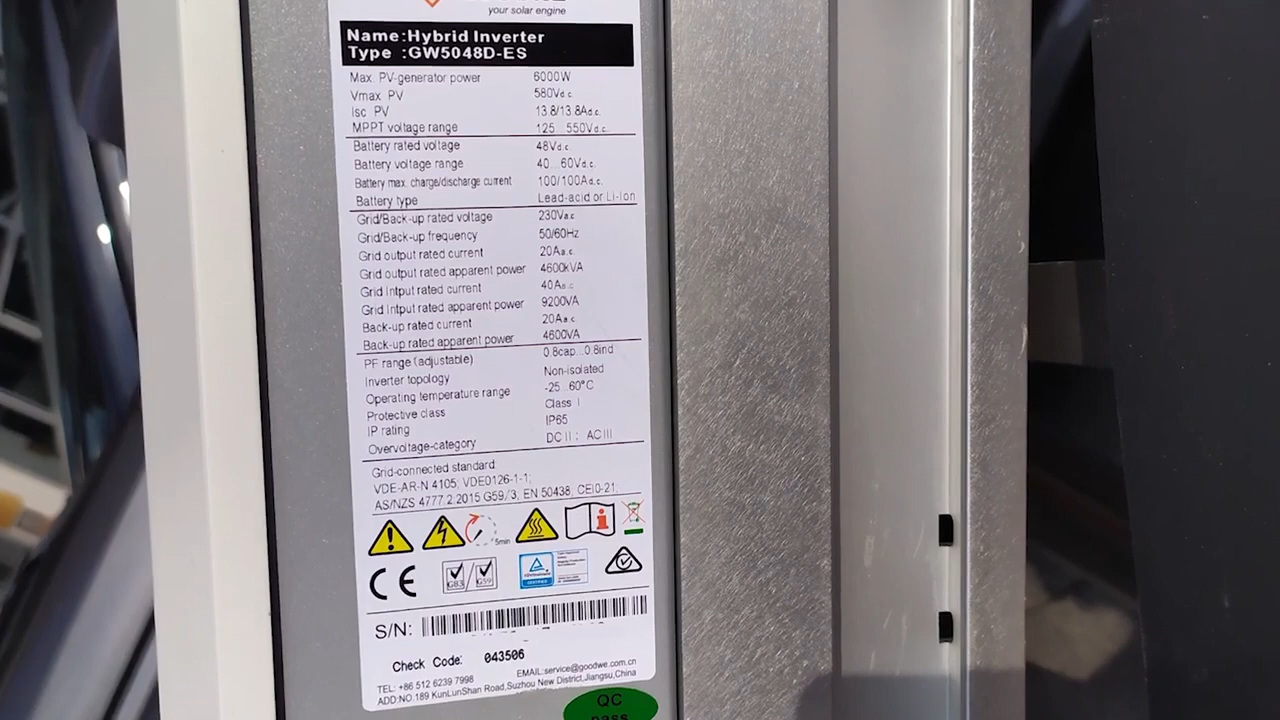 your solar engine
Name:Hybrid Inverter
Type :GW5048D-ES
Max. PV-generator power 6000W
Vmax PV 580Vd.c.
Isc PV 13.8/13.8Ad.c.
MPPT voltage range 125...550Vd.c.
Battery rated voltage 48Vd.c.
Battery voltage range 40...60Vd.c.
Battery max. charge/discharge current 100/100Ad.c.
Battery type Lead-acid or Li-Ion
Grid/Back-up rated voltage 230Va.c
Grid/Back-up frequency 50/60Hz
Grid output rated current 20Aa.c.
Grid output rated apparent power 4600kVA
Grid Intput rated current 40Aa.c
Grid Intput rated apparent power 9200VA
Back-up rated current 20Aa.c
Back-up rated apparent power 4600VA
PF range (adjustable) 0.8cap...0.8ind
Inverter topology Non-isolated
Operating temperature range -25...60°C
Protective class Class I
IP rating IP65
Overvoltage-category DC II ; AC III
Grid-connected standard:
VDE-AR-N 4105; VDE0126-1-1;
AS/NZS 4777.2.2015 G59/3, EN 50438, CEI0-21;
5min
CE G83/G59
S/N:
Check Code: 043506
TEL: +86 512 6239 7998 EMAIL:service@goodwe.com.cn
ADD:NO.189 KunLunShan Road,Suzhou New District,Jiangsu,China
QC
pass